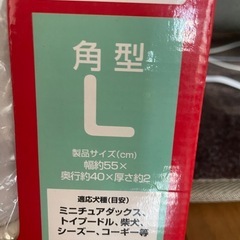 角型
L
製品サイズ(cm)
幅約55×
奥行約40×厚さ約2
適応犬種(目安)
ミニチュアダックス、
トイプードル、柴犬、
シーズー、コーギー等